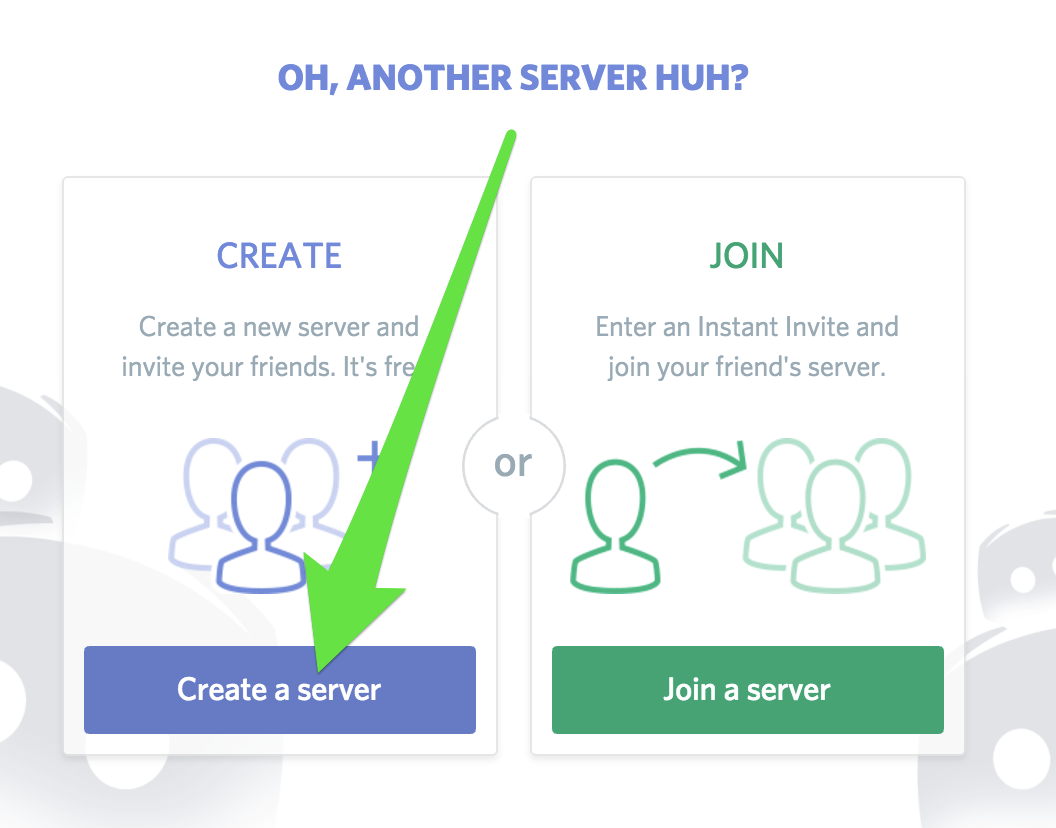 OH, ANOTHER SERVER HUH?
CREATE
Create a new server and
invite your friends. It's fre
or
JOIN
Enter an Instant Invite and
join your friend's server.
Create a server
Join a server